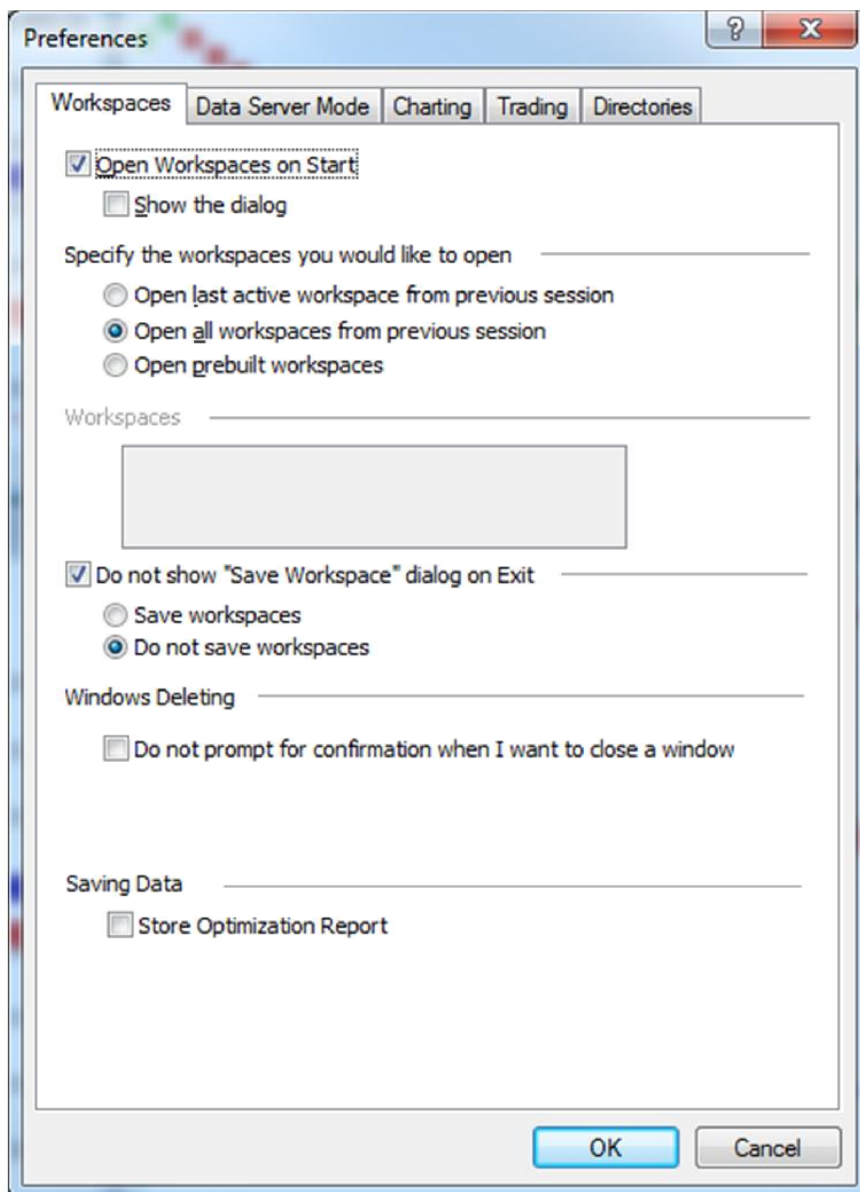 Preferences
?
Workspaces Data Server Mode Charting Trading Directories
Open Workspaces on Start
Show the dialog
Specify the workspaces you would like to open
Open last active workspace from previous session
Open all workspaces from previous session
Open prebuilt workspaces
Workspaces
Do not show "Save Workspace" dialog on Exit
Save workspaces
Do not save workspaces
Windows Deleting
Do not prompt for confirmation when I want to close a window
Saving Data
Store Optimization Report
OK Cancel